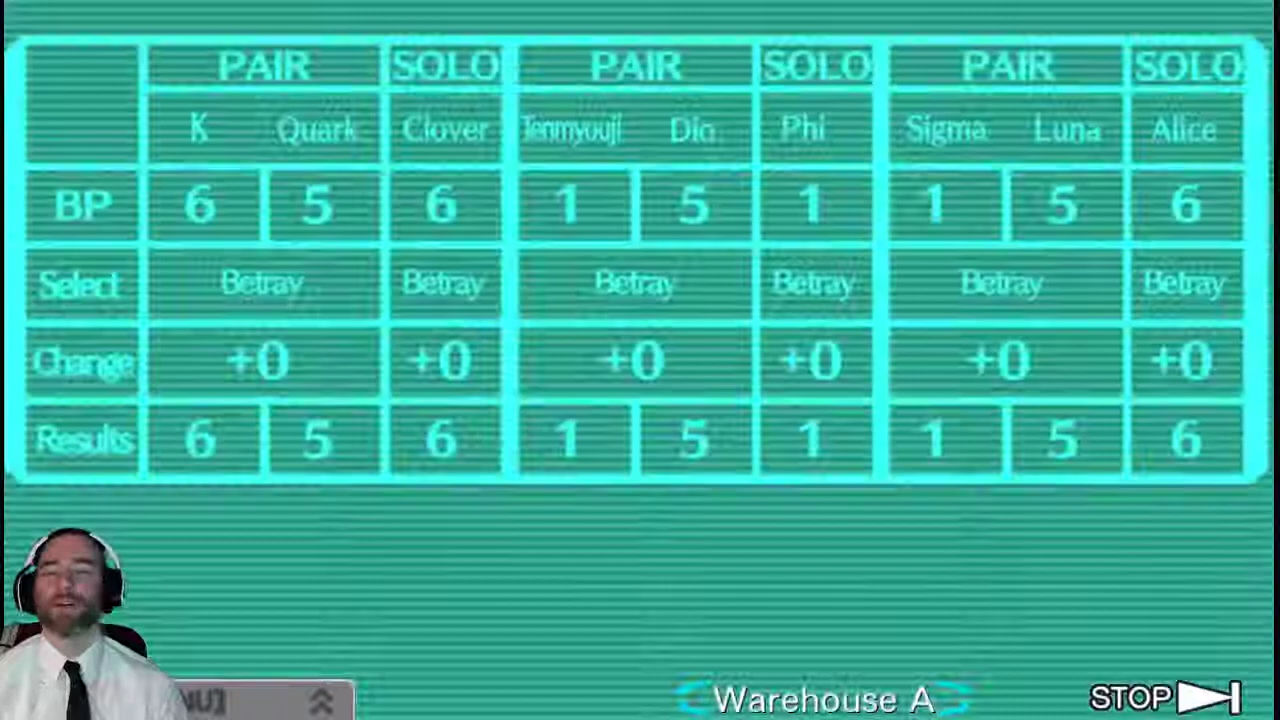 PAIR SOLO PAIR SOLO PAIR SOLO
K Quark Clover Tenmyouji Dio Phi Sigma Luna Alice
BP 6 5 6 1 5 1 1 5 6
Select Betray Betray Betray Betray Betray Betray
Change +0 +0 +0 +0 +0 +0
Results 6 5 6 1 5 1 1 5 6
NU]
Warehouse A
STOP